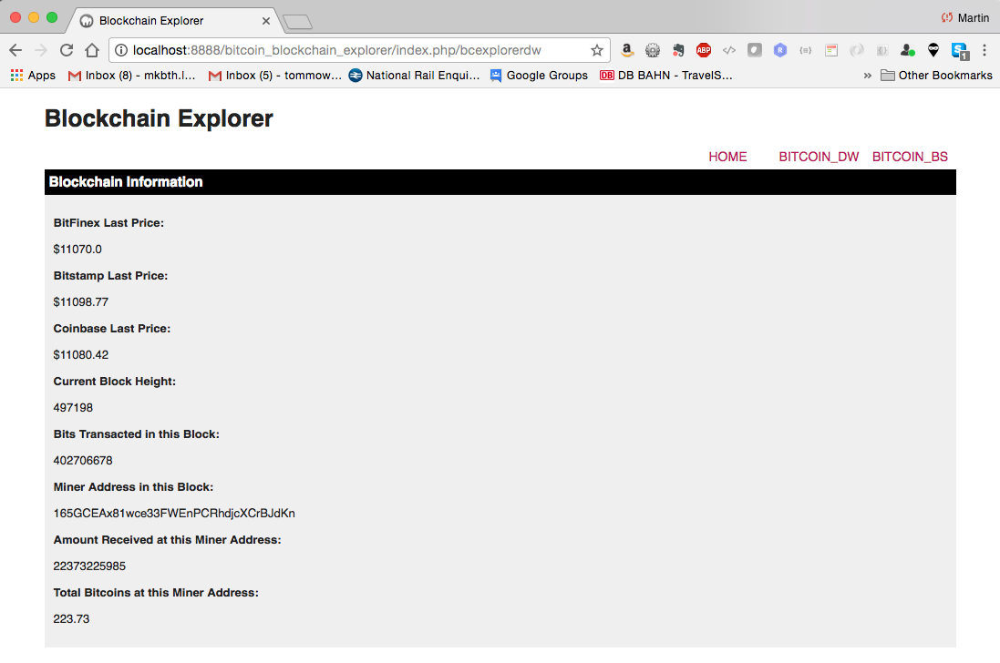 Blockchain Explorer
Martin
localhost:8888/bitcoin_blockchain_explorer/index.php/bcexplorerdw
Apps Inbox (8) - mkbth.l... Inbox (5) - tommow... National Rail Enqui... Google Groups DB DB BAHN - TravelS... » Other Bookmarks
Blockchain Explorer
HOME BITCOIN_DW BITCOIN_BS
Blockchain Information
BitFinex Last Price:
$11070.0
Bitstamp Last Price:
$11098.77
Coinbase Last Price:
$11080.42
Current Block Height:
497198
Bits Transacted in this Block:
402706678
Miner Address in this Block:
165GCEAx81wce33FWEnPCRhdjcXCrBJdKn
Amount Received at this Miner Address:
22373225985
Total Bitcoins at this Miner Address:
223.73